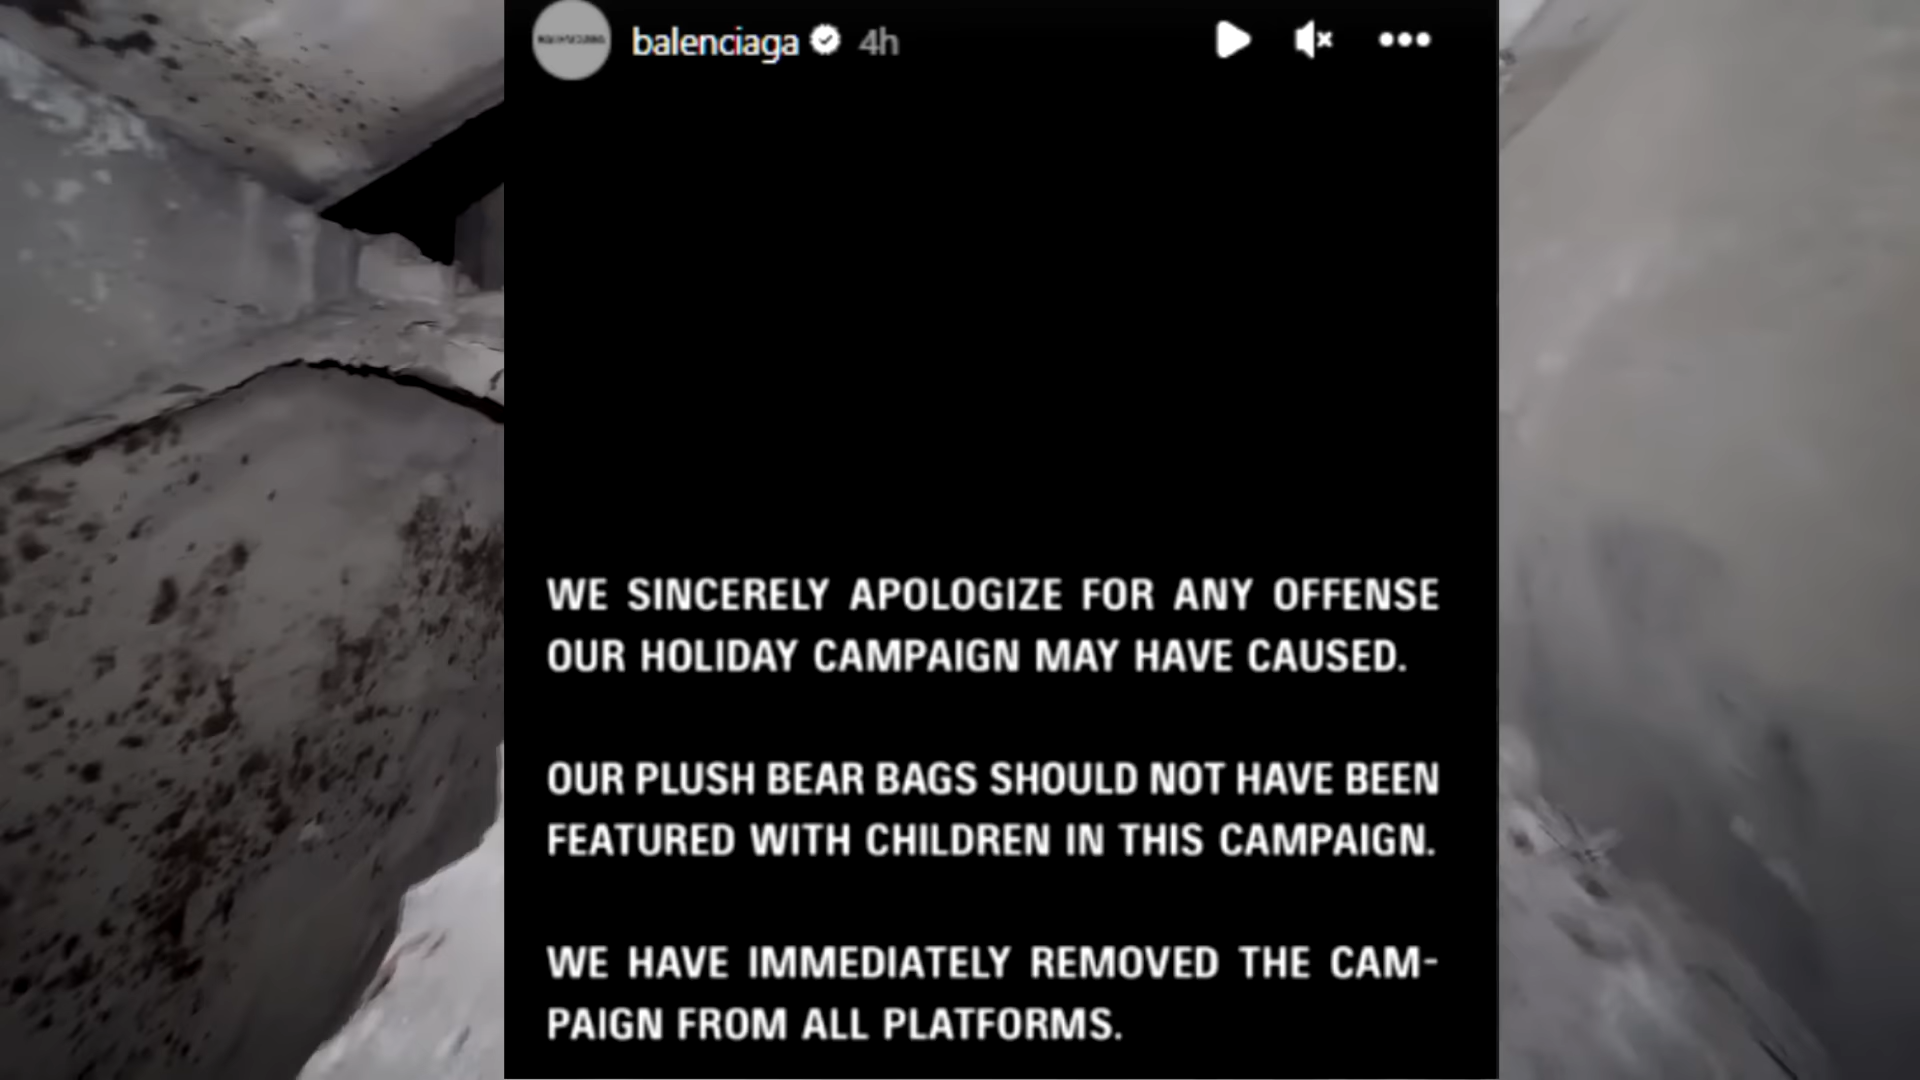 balenciaga 4h
WE SINCERELY APOLOGIZE FOR ANY OFFENSE
OUR HOLIDAY CAMPAIGN MAY HAVE CAUSED.
OUR PLUSH BEAR BAGS SHOULD NOT HAVE BEEN
FEATURED WITH CHILDREN IN THIS CAMPAIGN.
WE HAVE IMMEDIATELY REMOVED THE CAM-
PAIGN FROM ALL PLATFORMS.